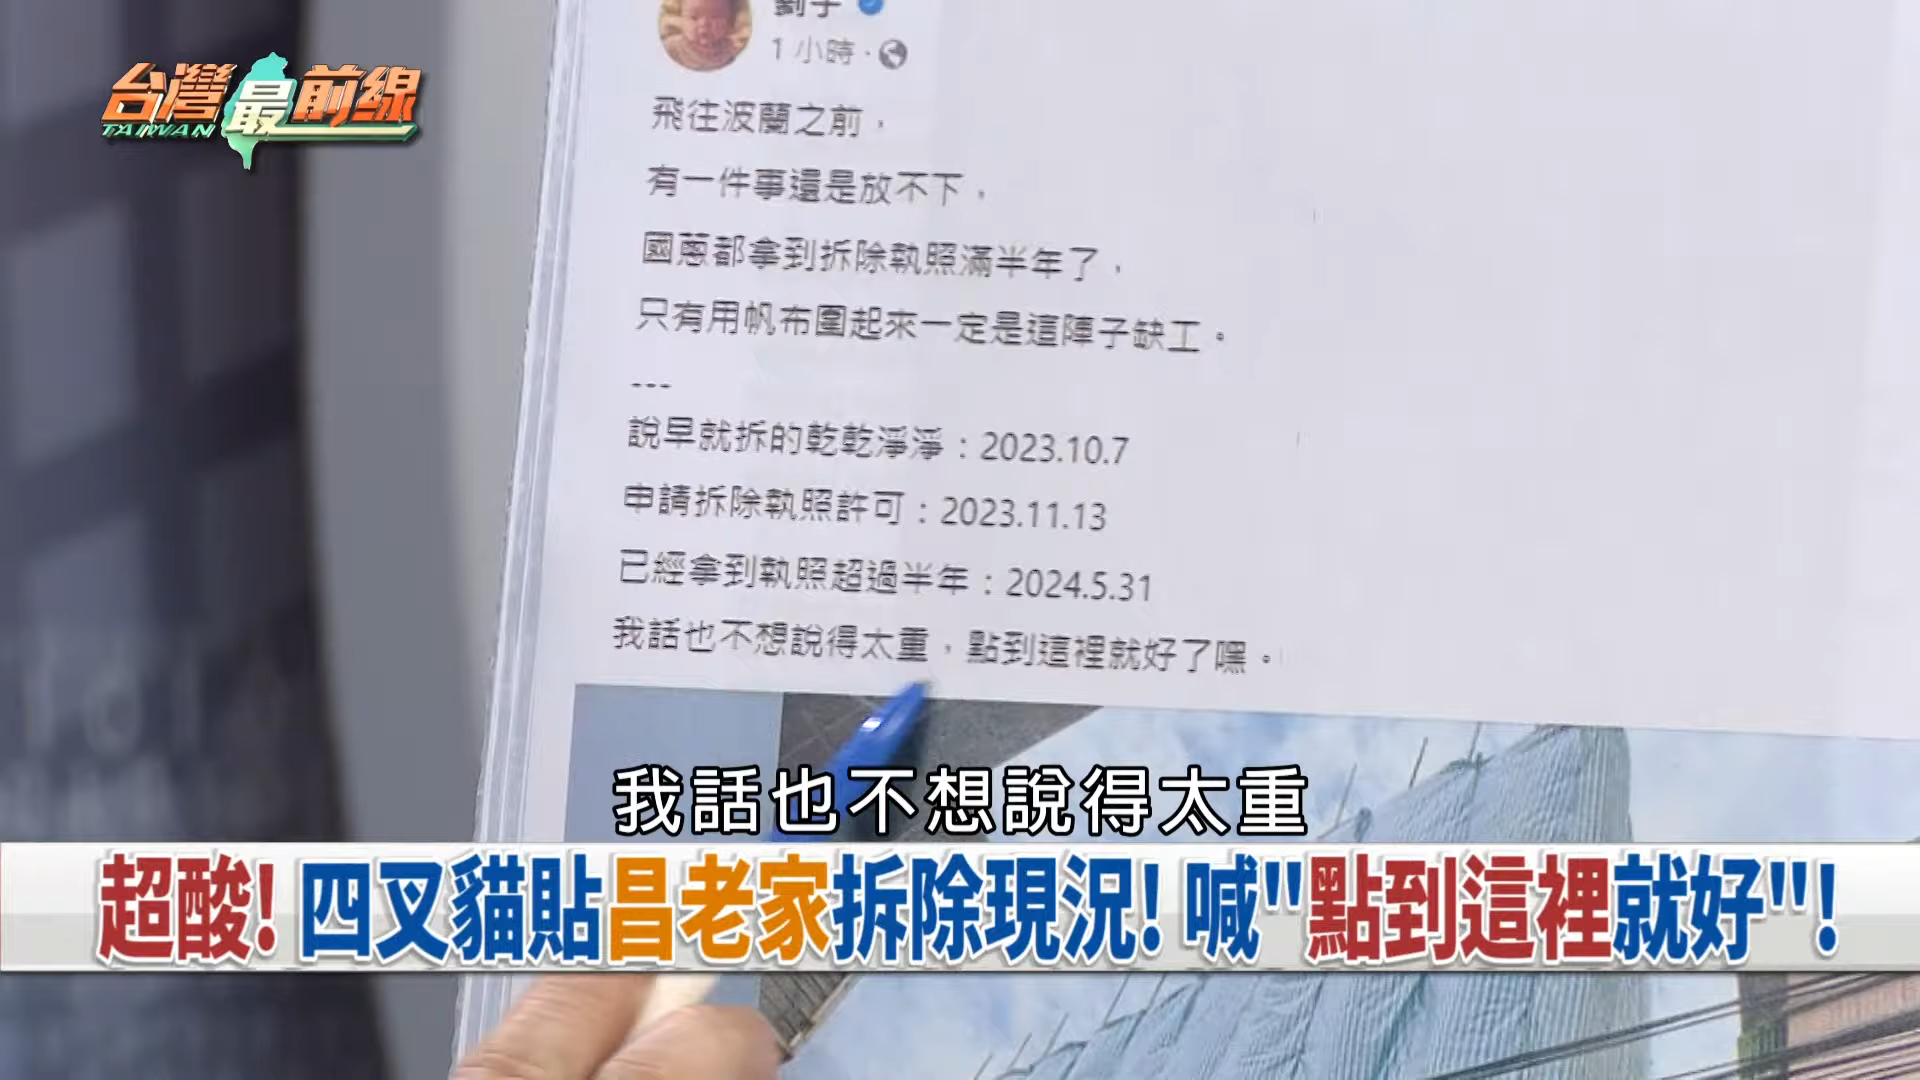 劉宇
1 小時
台灣最前線
TAIWAN
飛往波蘭之前，
有一件事還是放不下，
國蔥都拿到拆除執照滿半年了，
只有用帆布圍起來一定是這陣子缺工。
---
說早就拆的乾乾淨淨：2023.10.7
申請拆除執照許可：2023.11.13
已經拿到執照超過半年：2024.5.31
我話也不想說得太重，點到這裡就好了嘿。
我話也不想說得太重
超酸! 四叉貓貼昌老家拆除現況! 喊"點到這裡就好"!